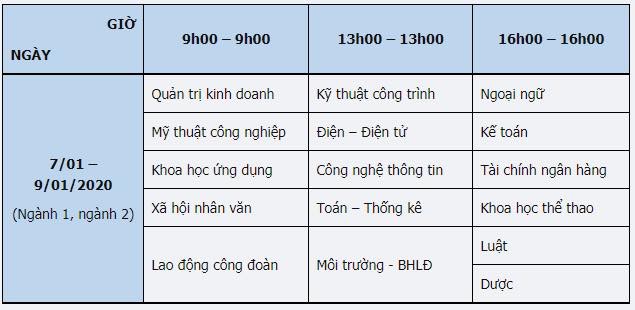 GIỜ
NGÀY
9h00 – 9h00
13h00 – 13h00
16h00 – 16h00
7/01 –
9/01/2020
(Ngành 1, ngành 2)
Quản trị kinh doanh
Kỹ thuật công trình
Ngoại ngữ
Mỹ thuật công nghiệp
Điện – Điện tử
Kế toán
Khoa học ứng dụng
Công nghệ thông tin
Tài chính ngân hàng
Xã hội nhân văn
Toán – Thống kê
Khoa học thể thao
Lao động công đoàn
Môi trường - BHLĐ
Luật
Dược